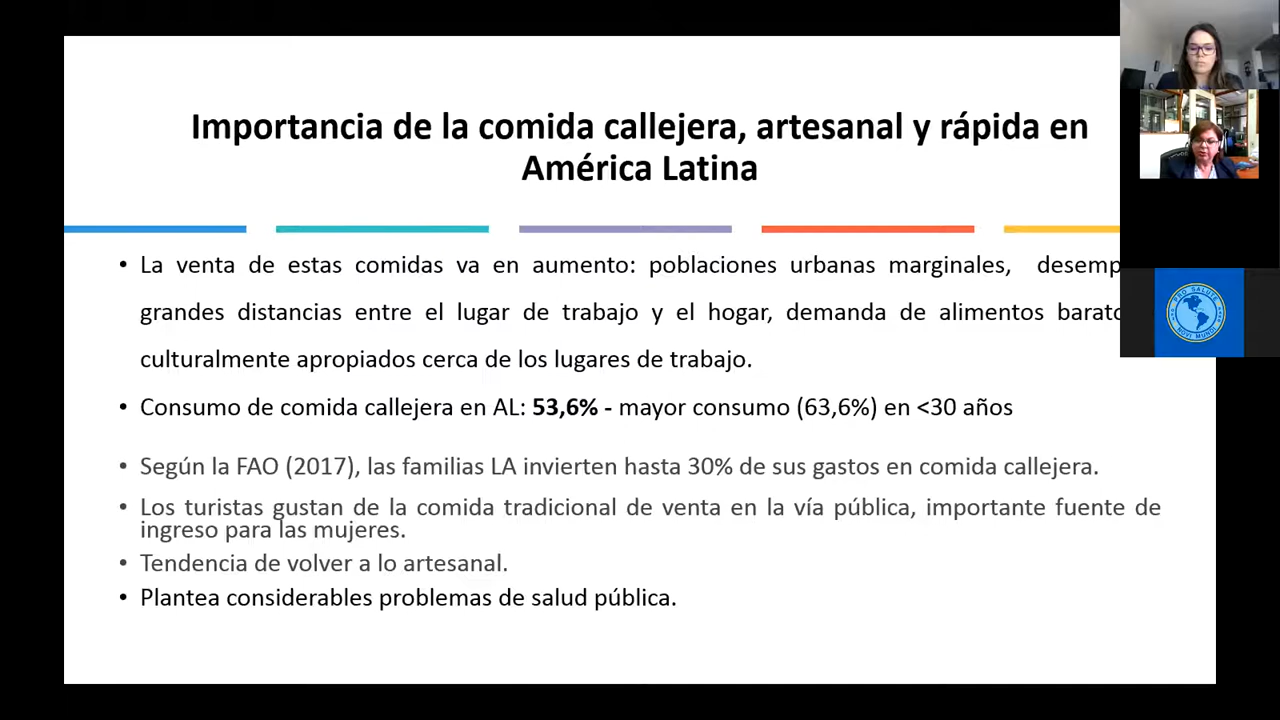 Importancia de la comida callejera, artesanal y rápida en
América Latina
• La venta de estas comidas va en aumento: poblaciones urbanas marginales,
grandes distancias entre el lugar de trabajo y el hogar, demanda de alimentos
culturalmente apropiados cerca de los lugares de trabajo.
• Consumo de comida callejera en AL: 53,6% - mayor consumo (63,6%) en <30 años
• Según la FAO (2017), las familias LA invierten hasta 30% de sus gastos en comida callejera.
• Los turistas gustan de la comida tradicional de venta en la vía pública, importante fuente de
ingreso para las mujeres.
• Tendencia de volver a lo artesanal.
• Plantea considerables problemas de salud pública.
PRO SALUTE
NOVI MUNDI